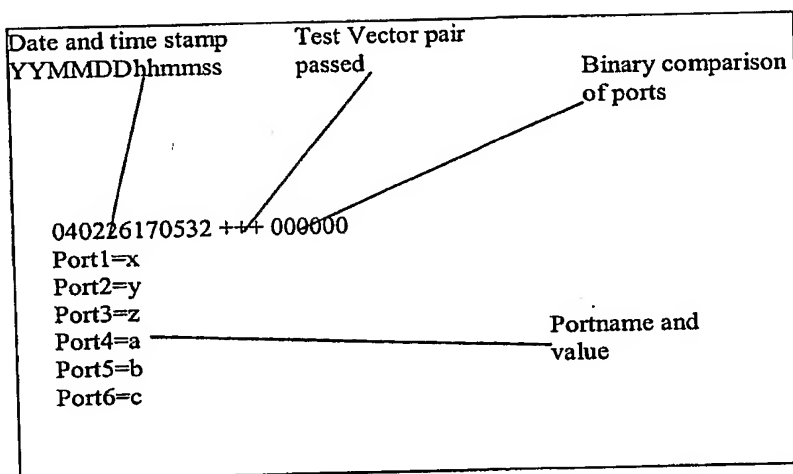 Date and time stamp
YYMMDDhhmmss
Test Vector pair
passed
Binary comparison
of ports
040226170532 +++ 000000
Port1=x
Port2=y
Port3=z
Port4=a
Port5=b
Port6=c
Portname and
value